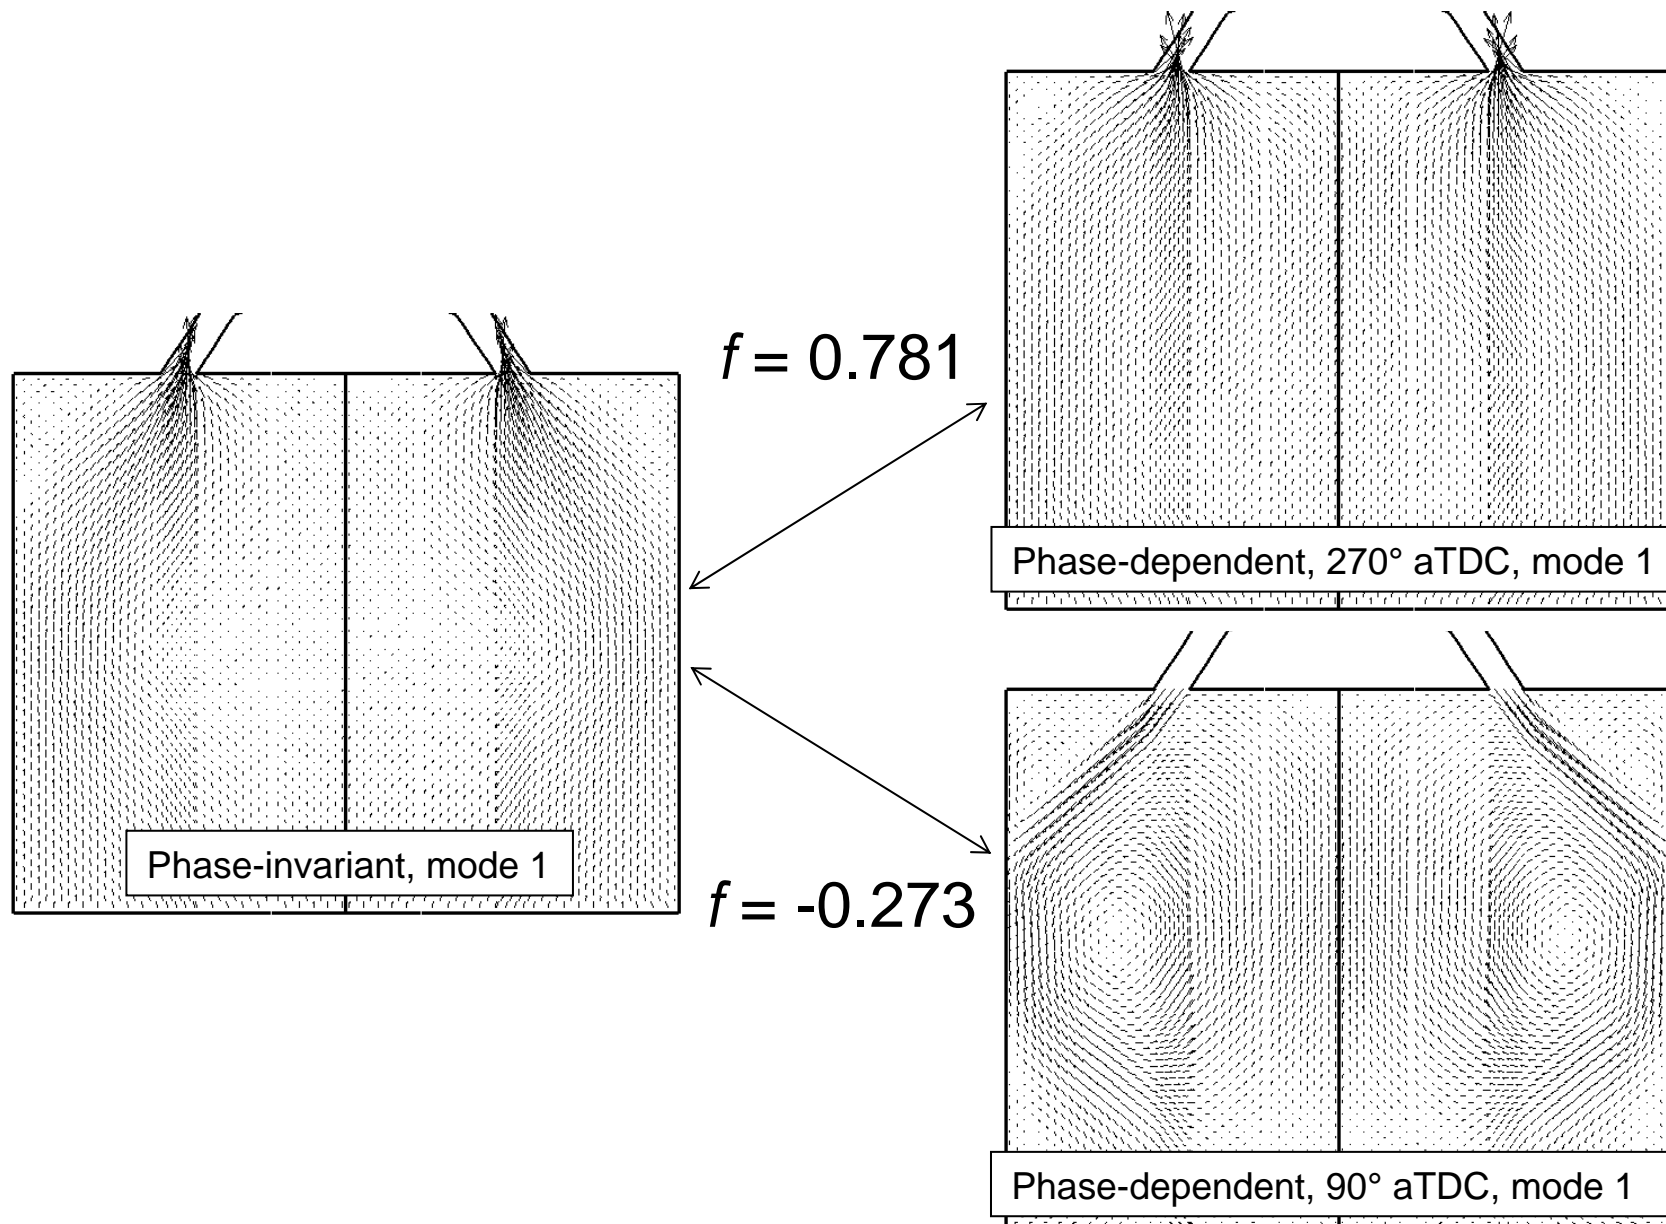 f = 0.781
Phase-dependent, 270° aTDC, mode 1
Phase-invariant, mode 1
f = -0.273
Phase-dependent, 90° aTDC, mode 1